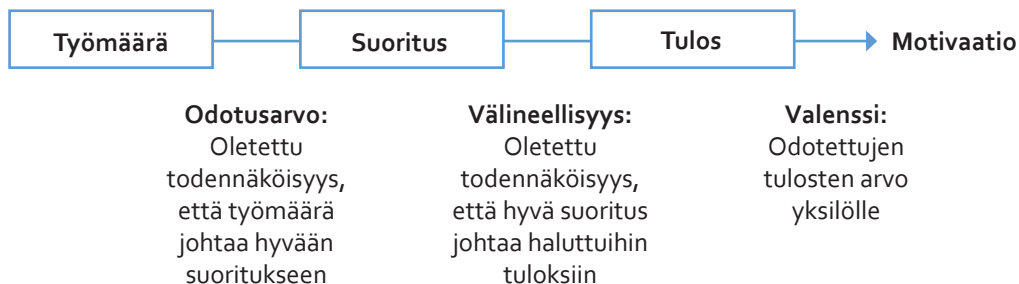 Työmäärä
Suoritus
Tulos
Motivaatio
Odotusarvo:
Oletettu
todennäköisyys,
että työmäärä
johtaa hyvään
suoritukseen
Välineellisyys:
Oletettu
todennäköisyys,
että hyvä suoritus
johtaa haluttuihin
tuloksiin
Valenssi:
Odotettujen
tulosten arvo
yksilölle